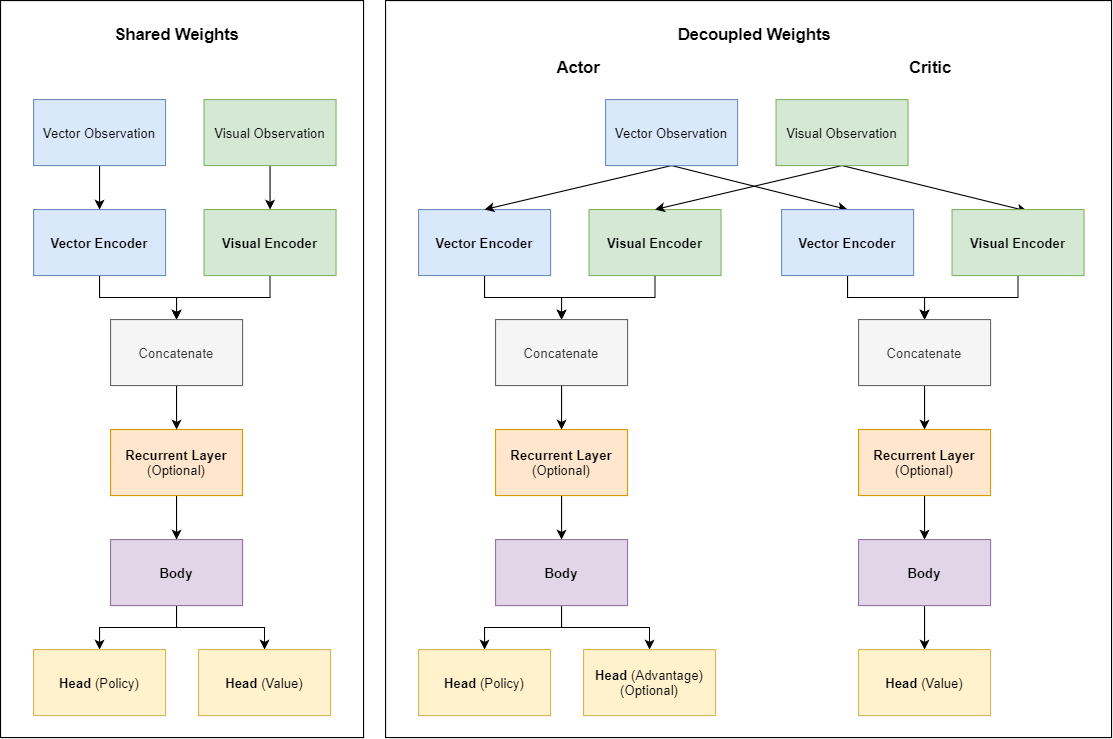 Shared Weights
Vector Observation
Visual Observation
Vector Encoder
Visual Encoder
Concatenate
Recurrent Layer
(Optional)
Body
Head (Policy)
Head (Value)
Decoupled Weights
Actor
Critic
Vector Observation
Visual Observation
Vector Encoder
Visual Encoder
Vector Encoder
Visual Encoder
Concatenate
Concatenate
Recurrent Layer
(Optional)
Recurrent Layer
(Optional)
Body
Body
Head (Policy)
Head (Advantage)
(Optional)
Head (Value)